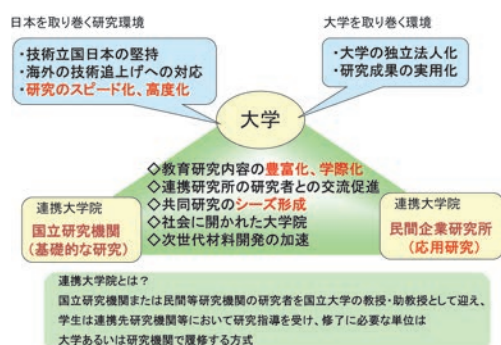 日本を取り巻く研究環境
大学を取り巻く環境
・技術立国日本の堅持
・海外の技術追上げへの対応
・研究のスピード化、高度化
・大学の独立法人化
・研究成果の実用化
大学
◇教育研究内容の豊富化、学際化
◇連携研究所の研究者との交流促進
◇共同研究のシーズ形成
◇社会に開かれた大学院
◇次世代材料開発の加速
連携大学院
国立研究機関
(基礎的な研究)
連携大学院
民間企業研究所
(応用研究)
連携大学院とは？
国立研究機関または民間等研究機関の研究者を国立大学の教授・助教授として迎え、
学生は連携先研究機関等において研究指導を受け、修了に必要な単位は
大学あるいは研究機関で履修する方式